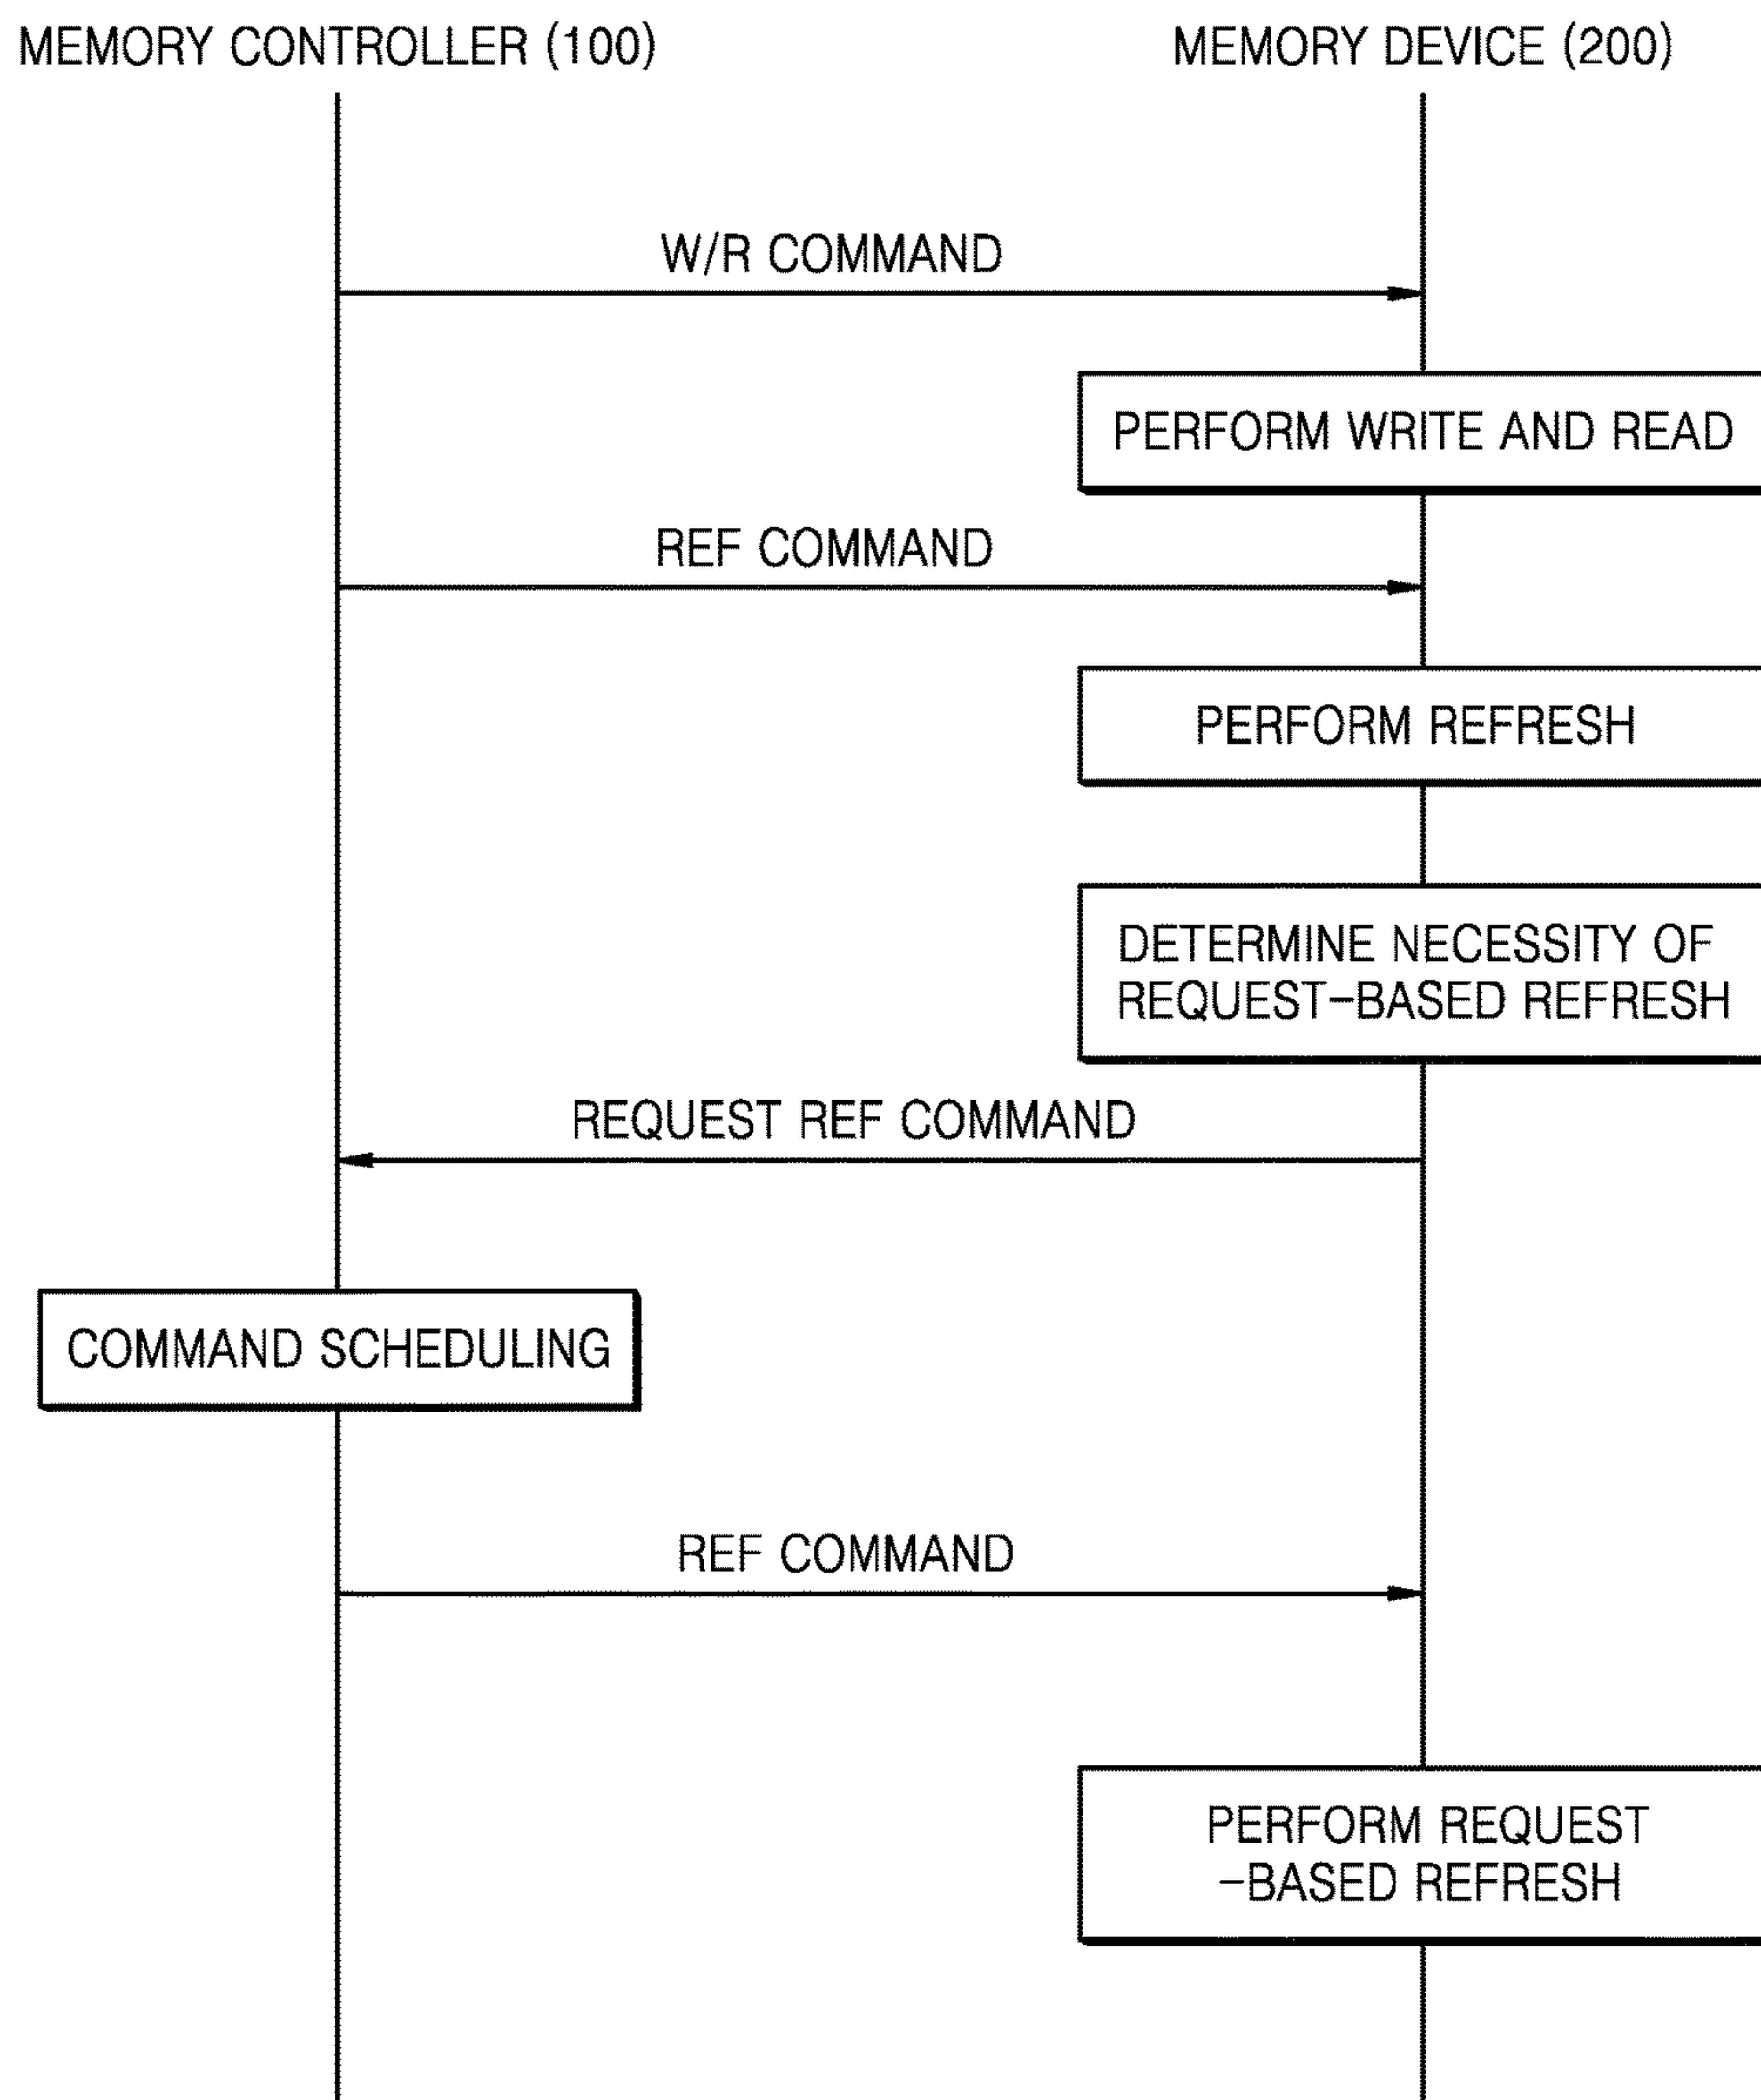 MEMORY CONTROLLER (100)
MEMORY DEVICE (200)
W/R COMMAND
PERFORM WRITE AND READ
REF COMMAND
PERFORM REFRESH
DETERMINE NECESSITY OF
REQUEST-BASED REFRESH
REQUEST REF COMMAND
COMMAND SCHEDULING
REF COMMAND
PERFORM REQUEST
-BASED REFRESH